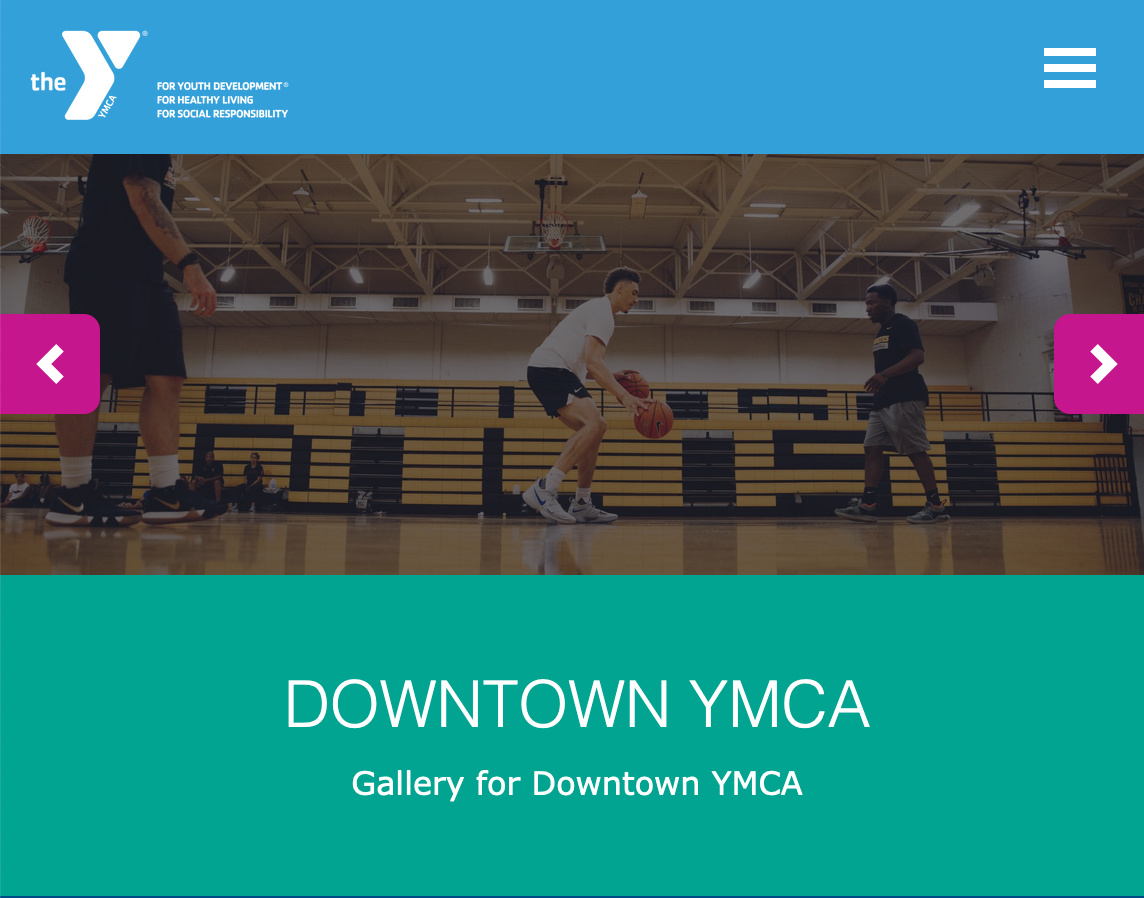 the
YMCA
®
FOR YOUTH DEVELOPMENT®
FOR HEALTHY LIVING
FOR SOCIAL RESPONSIBILITY
DOWNTOWN YMCA
Gallery for Downtown YMCA